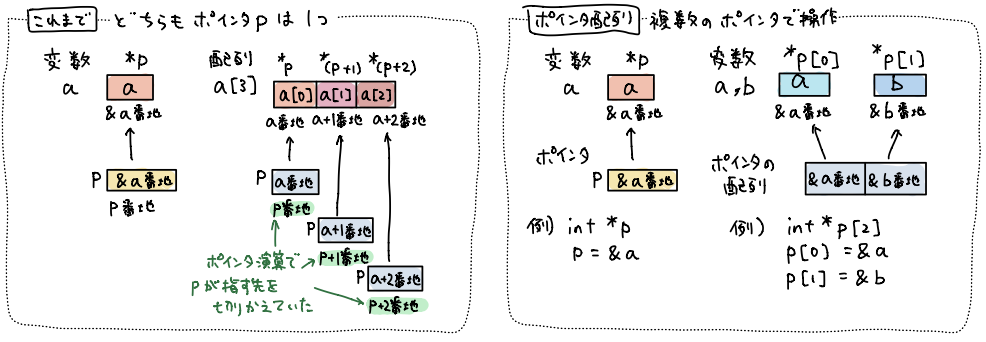 これまで どちらもポインタpは1つ
変数 *p
a a
&a番地
p &a番地
p番地
配列 *p *(p+1) *(p+2)
a[3] a[0] a[1] a[2]
a番地 a+1番地 a+2番地
p a番地
p番地
p a+1番地
p+1番地
p a+2番地
p+2番地
ポインタ演算で
pが指す先を
切りかえていた
ポインタ配列 複数のポインタで操作
変数 *p
a a
&a番地
ポインタ
p &a番地
例) int *p
p = &a
変数 *p[0] *p[1]
a,b a b
&a番地 &b番地
ポインタの
配列 &a番地 &b番地
例) int *p[2]
p[0] = &a
p[1] = &b